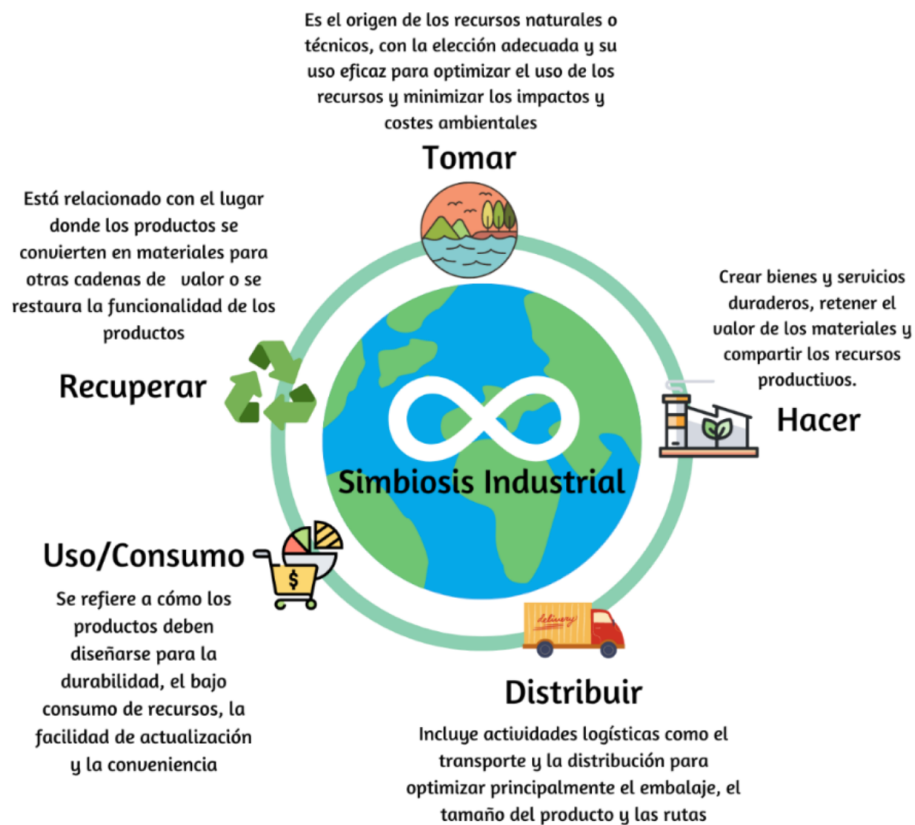 Es el origen de los recursos naturales o
técnicos, con la elección adecuada y su
uso eficaz para optimizar el uso de los
recursos y minimizar los impactos y
costes ambientales
Tomar
Crear bienes y servicios
duraderos, retener el
valor de los materiales y
compartir los recursos
productivos.
Hacer
Distribuir
Incluye actividades logísticas como el
transporte y la distribución para
optimizar principalmente el embalaje, el
tamaño del producto y las rutas
delivery
Uso/Consumo
$
Se refiere a cómo los
productos deben
diseñarse para la
durabilidad, el bajo
consumo de recursos, la
facilidad de actualización
y la conveniencia
Está relacionado con el lugar
donde los productos se
convierten en materiales para
otras cadenas de valor o se
restaura la funcionalidad de los
productos
Recuperar
Simbiosis Industrial